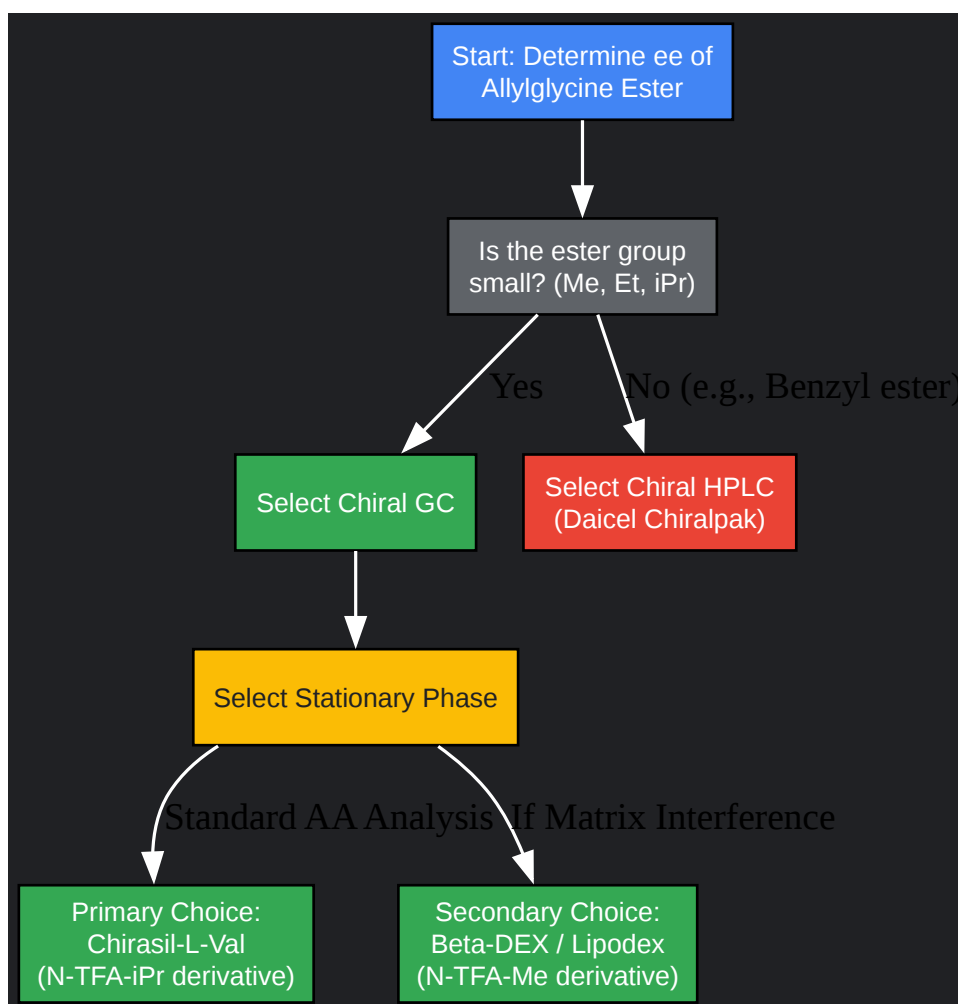 Start: Determine ee of
Allylglycine Ester
Is the ester group
small? (Me, Et, iPr)
Yes
No (e.g., Benzyl ester)
Select Chiral GC
Select Chiral HPLC
(Daicel Chiralpak)
Select Stationary Phase
Standard AA Analysis
If Matrix Interference
Primary Choice:
Chirasil-L-Val
(N-TFA-iPr derivative)
Secondary Choice:
Beta-DEX / Lipodex
(N-TFA-Me derivative)